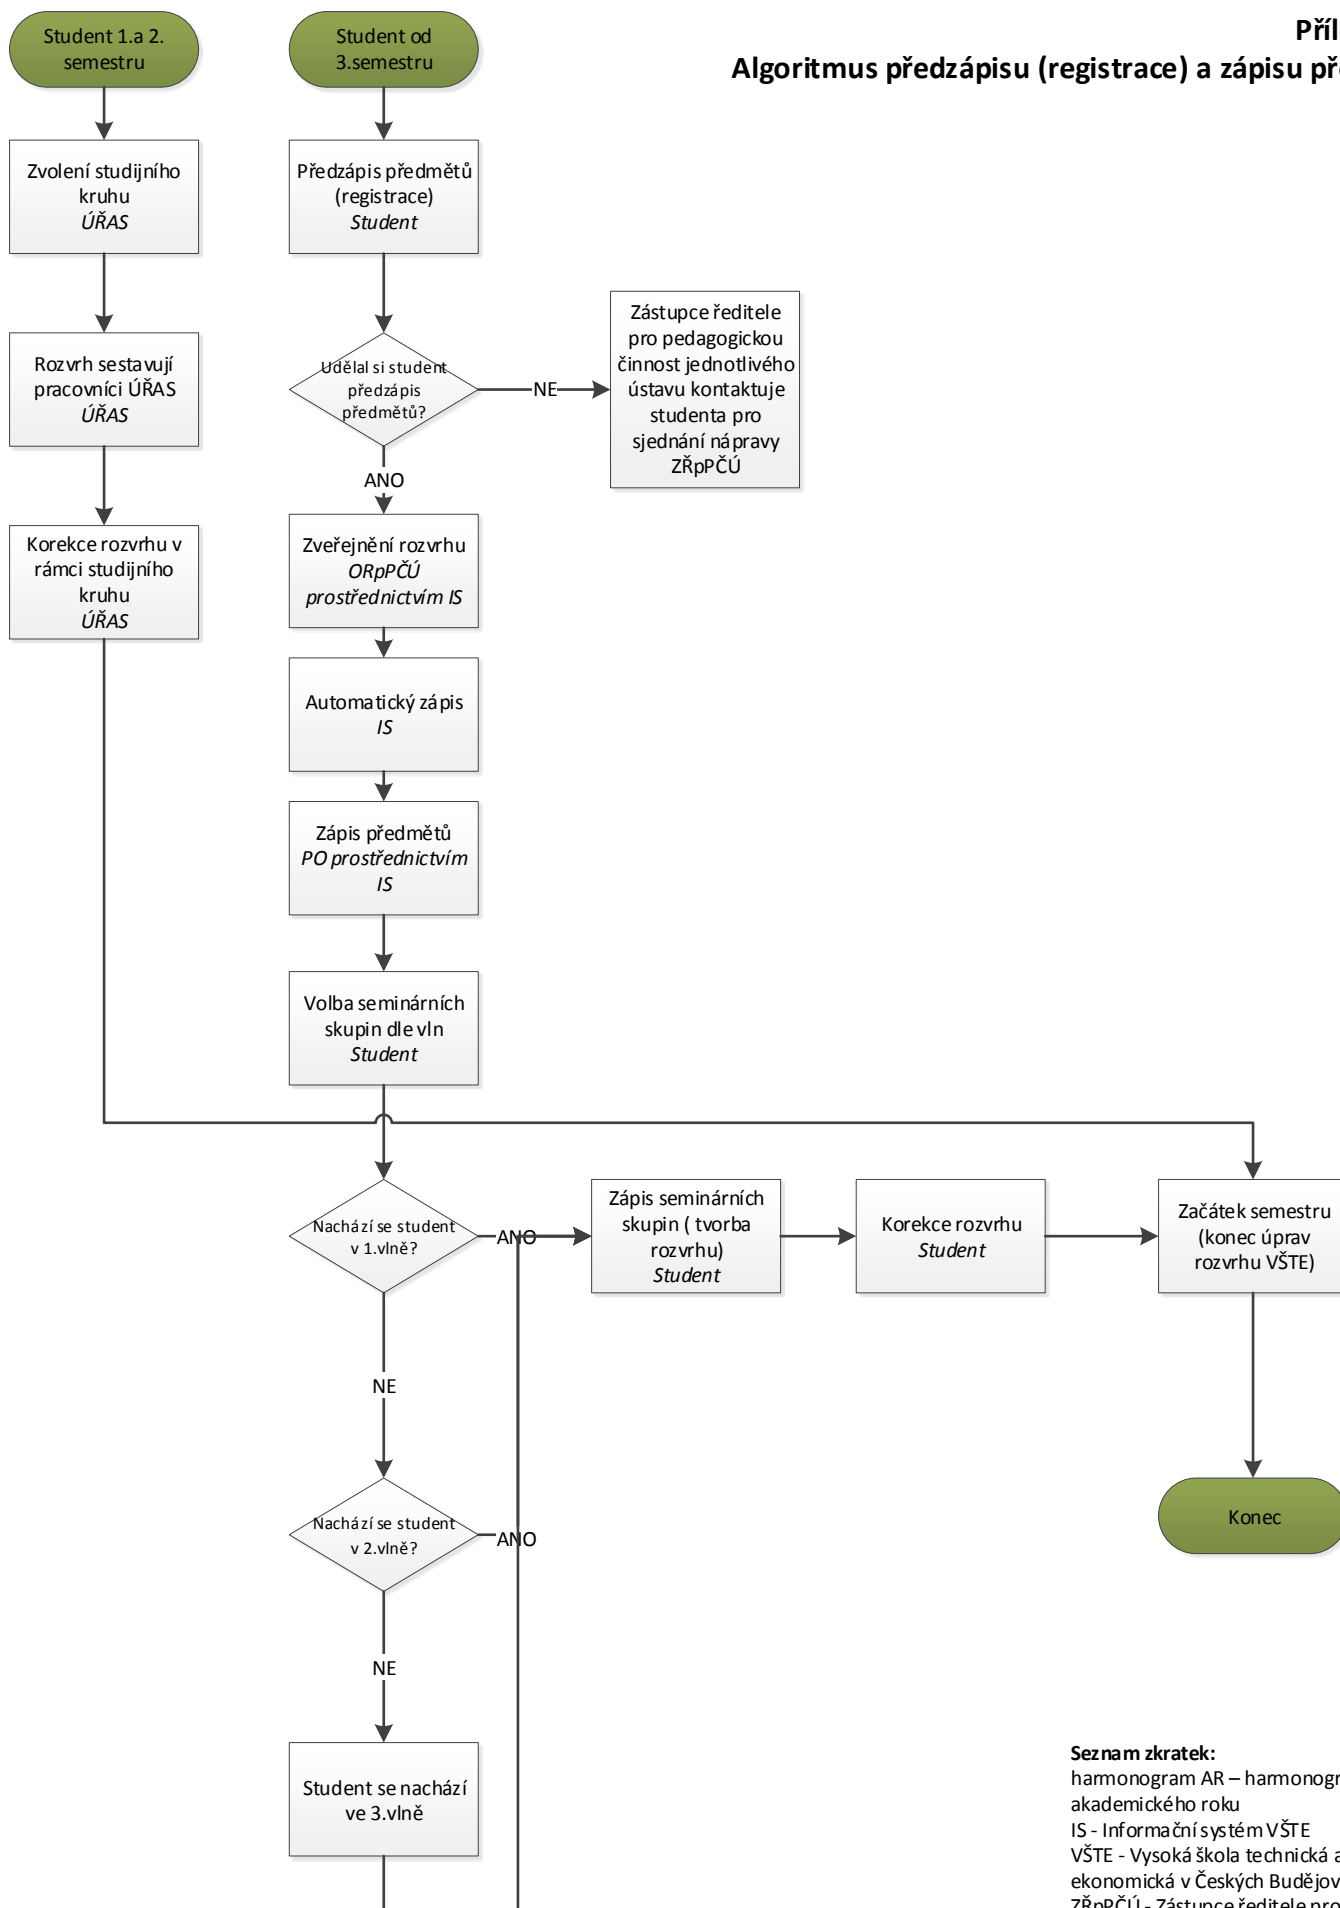 Student 1.a 2.
semestru
Student od
3.semestru
Algoritmus předzápisu (registrace) a zápisu
Zvolení studijního
kruhu
ÚŘAS
Předzápis předmětů
(registrace)
Student
Rozvrh sestavují
pracovníci ÚŘAS
ÚŘAS
Udělal si student
předzápis
předmětů?
NE
Zástupce ředitele
pro pedagogickou
činnost jednotlivého
ústavu kontaktuje
studenta pro
sjednání nápravy
ZŘpPČÚ
ANO
Korekce rozvrhu v
rámci studijního
kruhu
ÚŘAS
Zveřejnění rozvrhu
ORpPČÚ
prostřednictvím IS
Automatický zápis
IS
Zápis předmětů
PO prostřednictvím
IS
Volba seminárních
skupin dle vln
Student
Nachází se student
v 1.vlně?
ANO
Zápis seminárních
skupin ( tvorba
rozvrhu)
Student
Korekce rozvrhu
Student
Začátek semestru
(konec úprav
rozvrhu VŠTE)
NE
Nachází se student
v 2.vlně?
ANO
Konec
NE
Student se nachází
ve 3.vlně
Seznam zkratek:
harmonogram AR – 
akademického roku
IS - Informační systém VŠTE
VŠTE - Vysoká škola technická a
ekonomická v Českých
ZŘpPČÚ - Zástupce ředitele pro